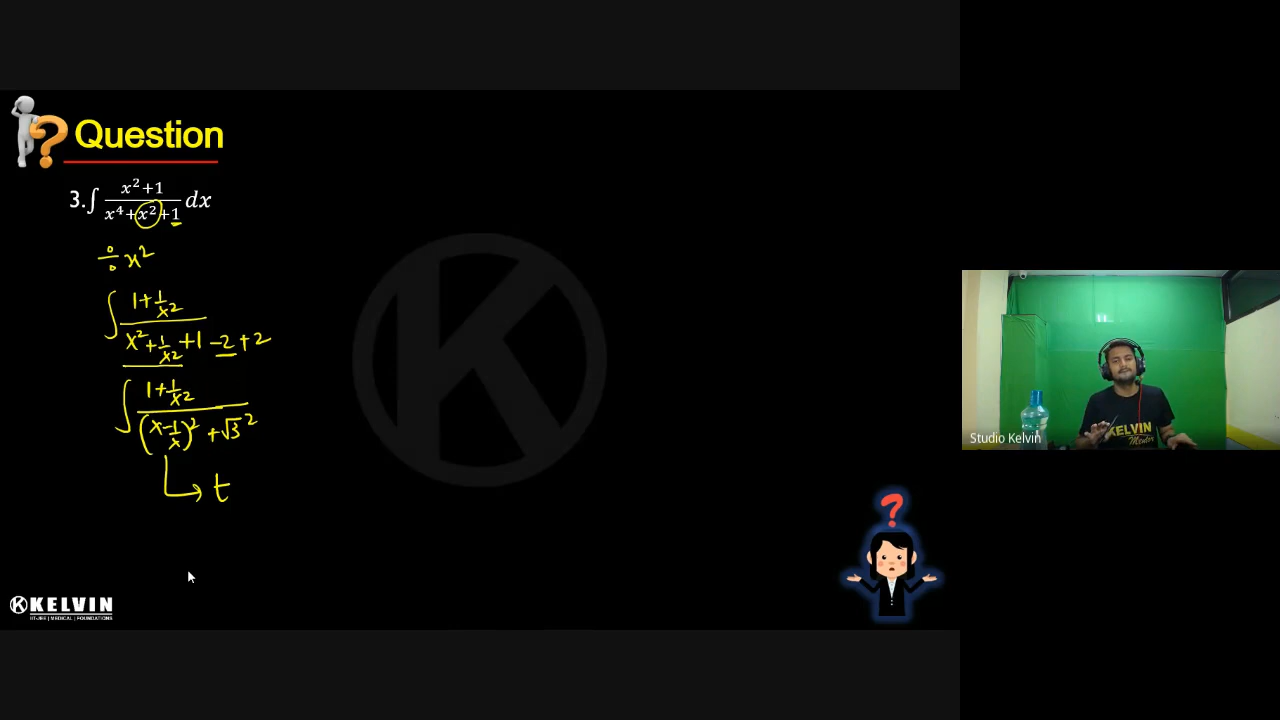 Question
3. ∫ x²+1 / x⁴+x²+1 dx
÷ x²
∫ 1+1/x² / x²+1/x² +1 -2+2
∫ 1+1/x² / (x-1/x)² +√3²
↳ t
?
Studio Kelvin
KELVIN
Mentor
KELVIN
IIT-JEE | MEDICAL | FOUNDATIONS